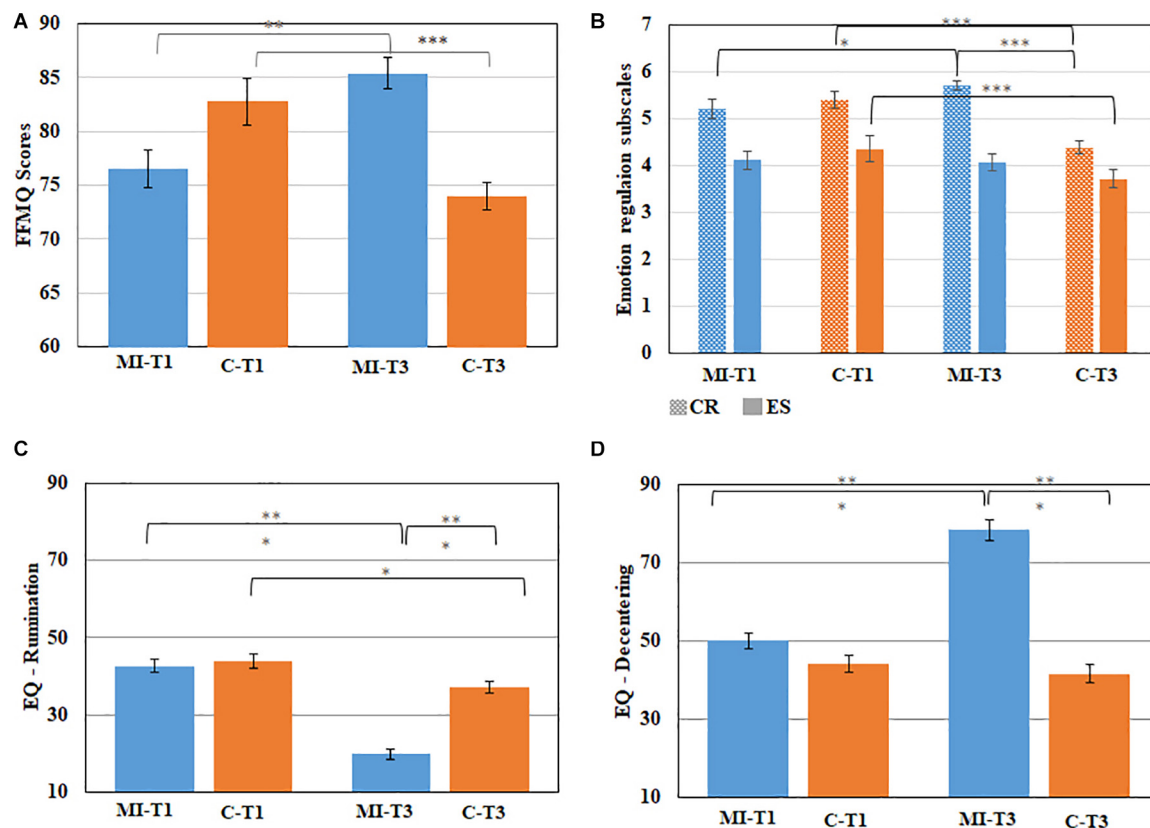 A
FFMQ Scores
90
85
80
75
70
65
60
**
***
MI-T1 C-T1 MI-T3 C-T3
B
Emotion regulaion subscales
7
6
5
4
3
2
1
0
***
* ***
***
MI-T1 C-T1 MI-T3 C-T3
CR ES
C
EQ - Rumination
90
70
50
30
10
** **
* *
*
MI-T1 C-T1 MI-T3 C-T3
D
EQ - Decentering
90
70
50
30
10
** **
* *
MI-T1 C-T1 MI-T3 C-T3